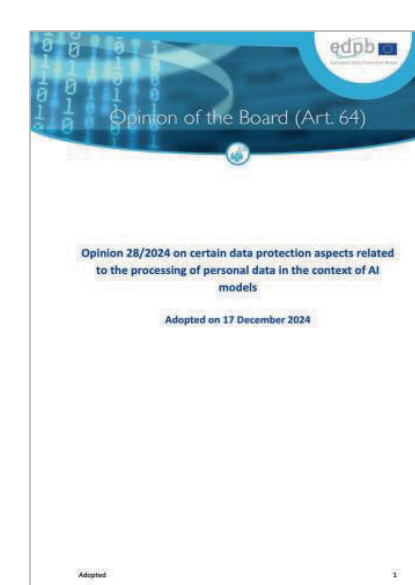 edpb
European Data Protection Board
Opinion of the Board (Art. 64)
Opinion 28/2024 on certain data protection aspects related
to the processing of personal data in the context of AI
models
Adopted on 17 December 2024
Adopted
1